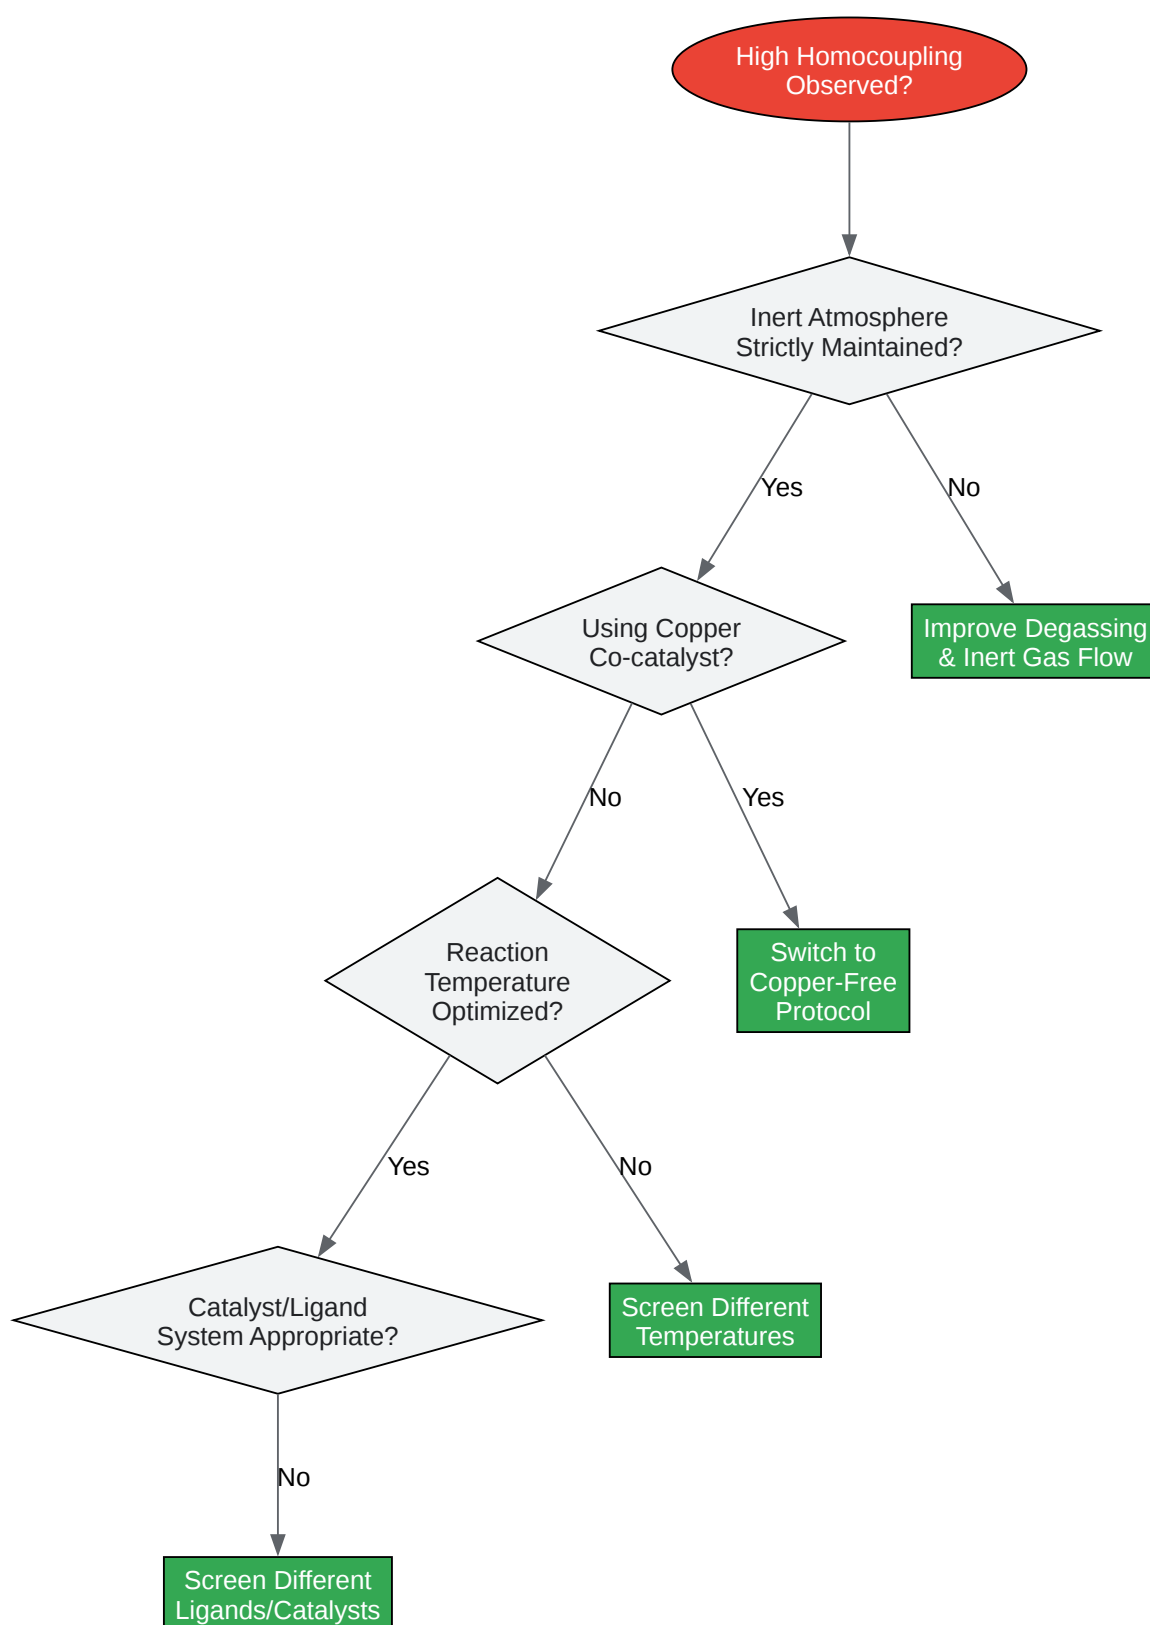 High Homocoupling
Observed?
Inert Atmosphere
Strictly Maintained?
Yes
No
Using Copper
Co-catalyst?
Improve Degassing
& Inert Gas Flow
No
Yes
Reaction
Temperature
Optimized?
Switch to
Copper-Free
Protocol
Yes
No
Catalyst/Ligand
System Appropriate?
Screen Different
Temperatures
No
Screen Different
Ligands/Catalysts